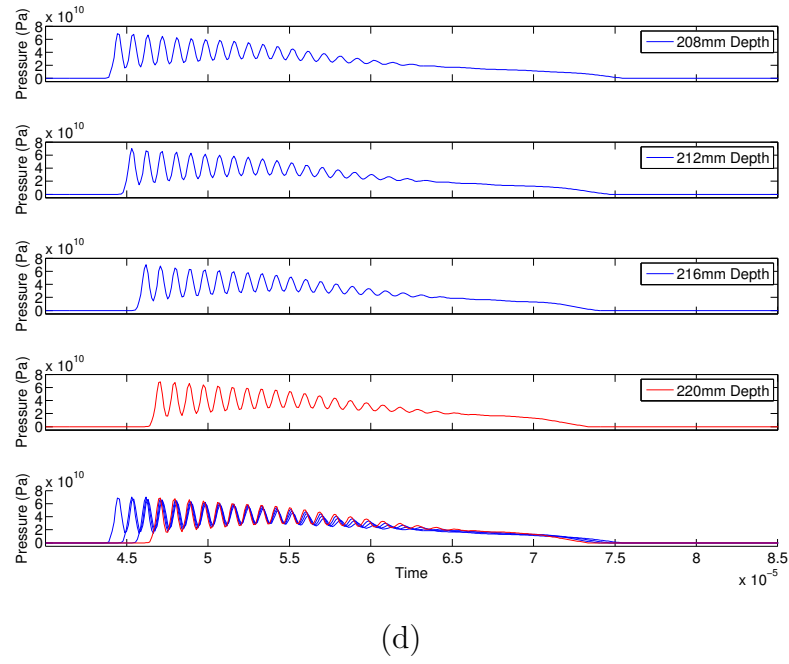 x 10^10
Pressure (Pa)
8
6
4
2
0
208mm Depth
x 10^10
Pressure (Pa)
8
6
4
2
0
212mm Depth
x 10^10
Pressure (Pa)
8
6
4
2
0
216mm Depth
x 10^10
Pressure (Pa)
8
6
4
2
0
220mm Depth
x 10^10
Pressure (Pa)
8
6
4
2
0
4.5 5 5.5 6 6.5 7 7.5 8 8.5
Time
x 10^-5
(d)